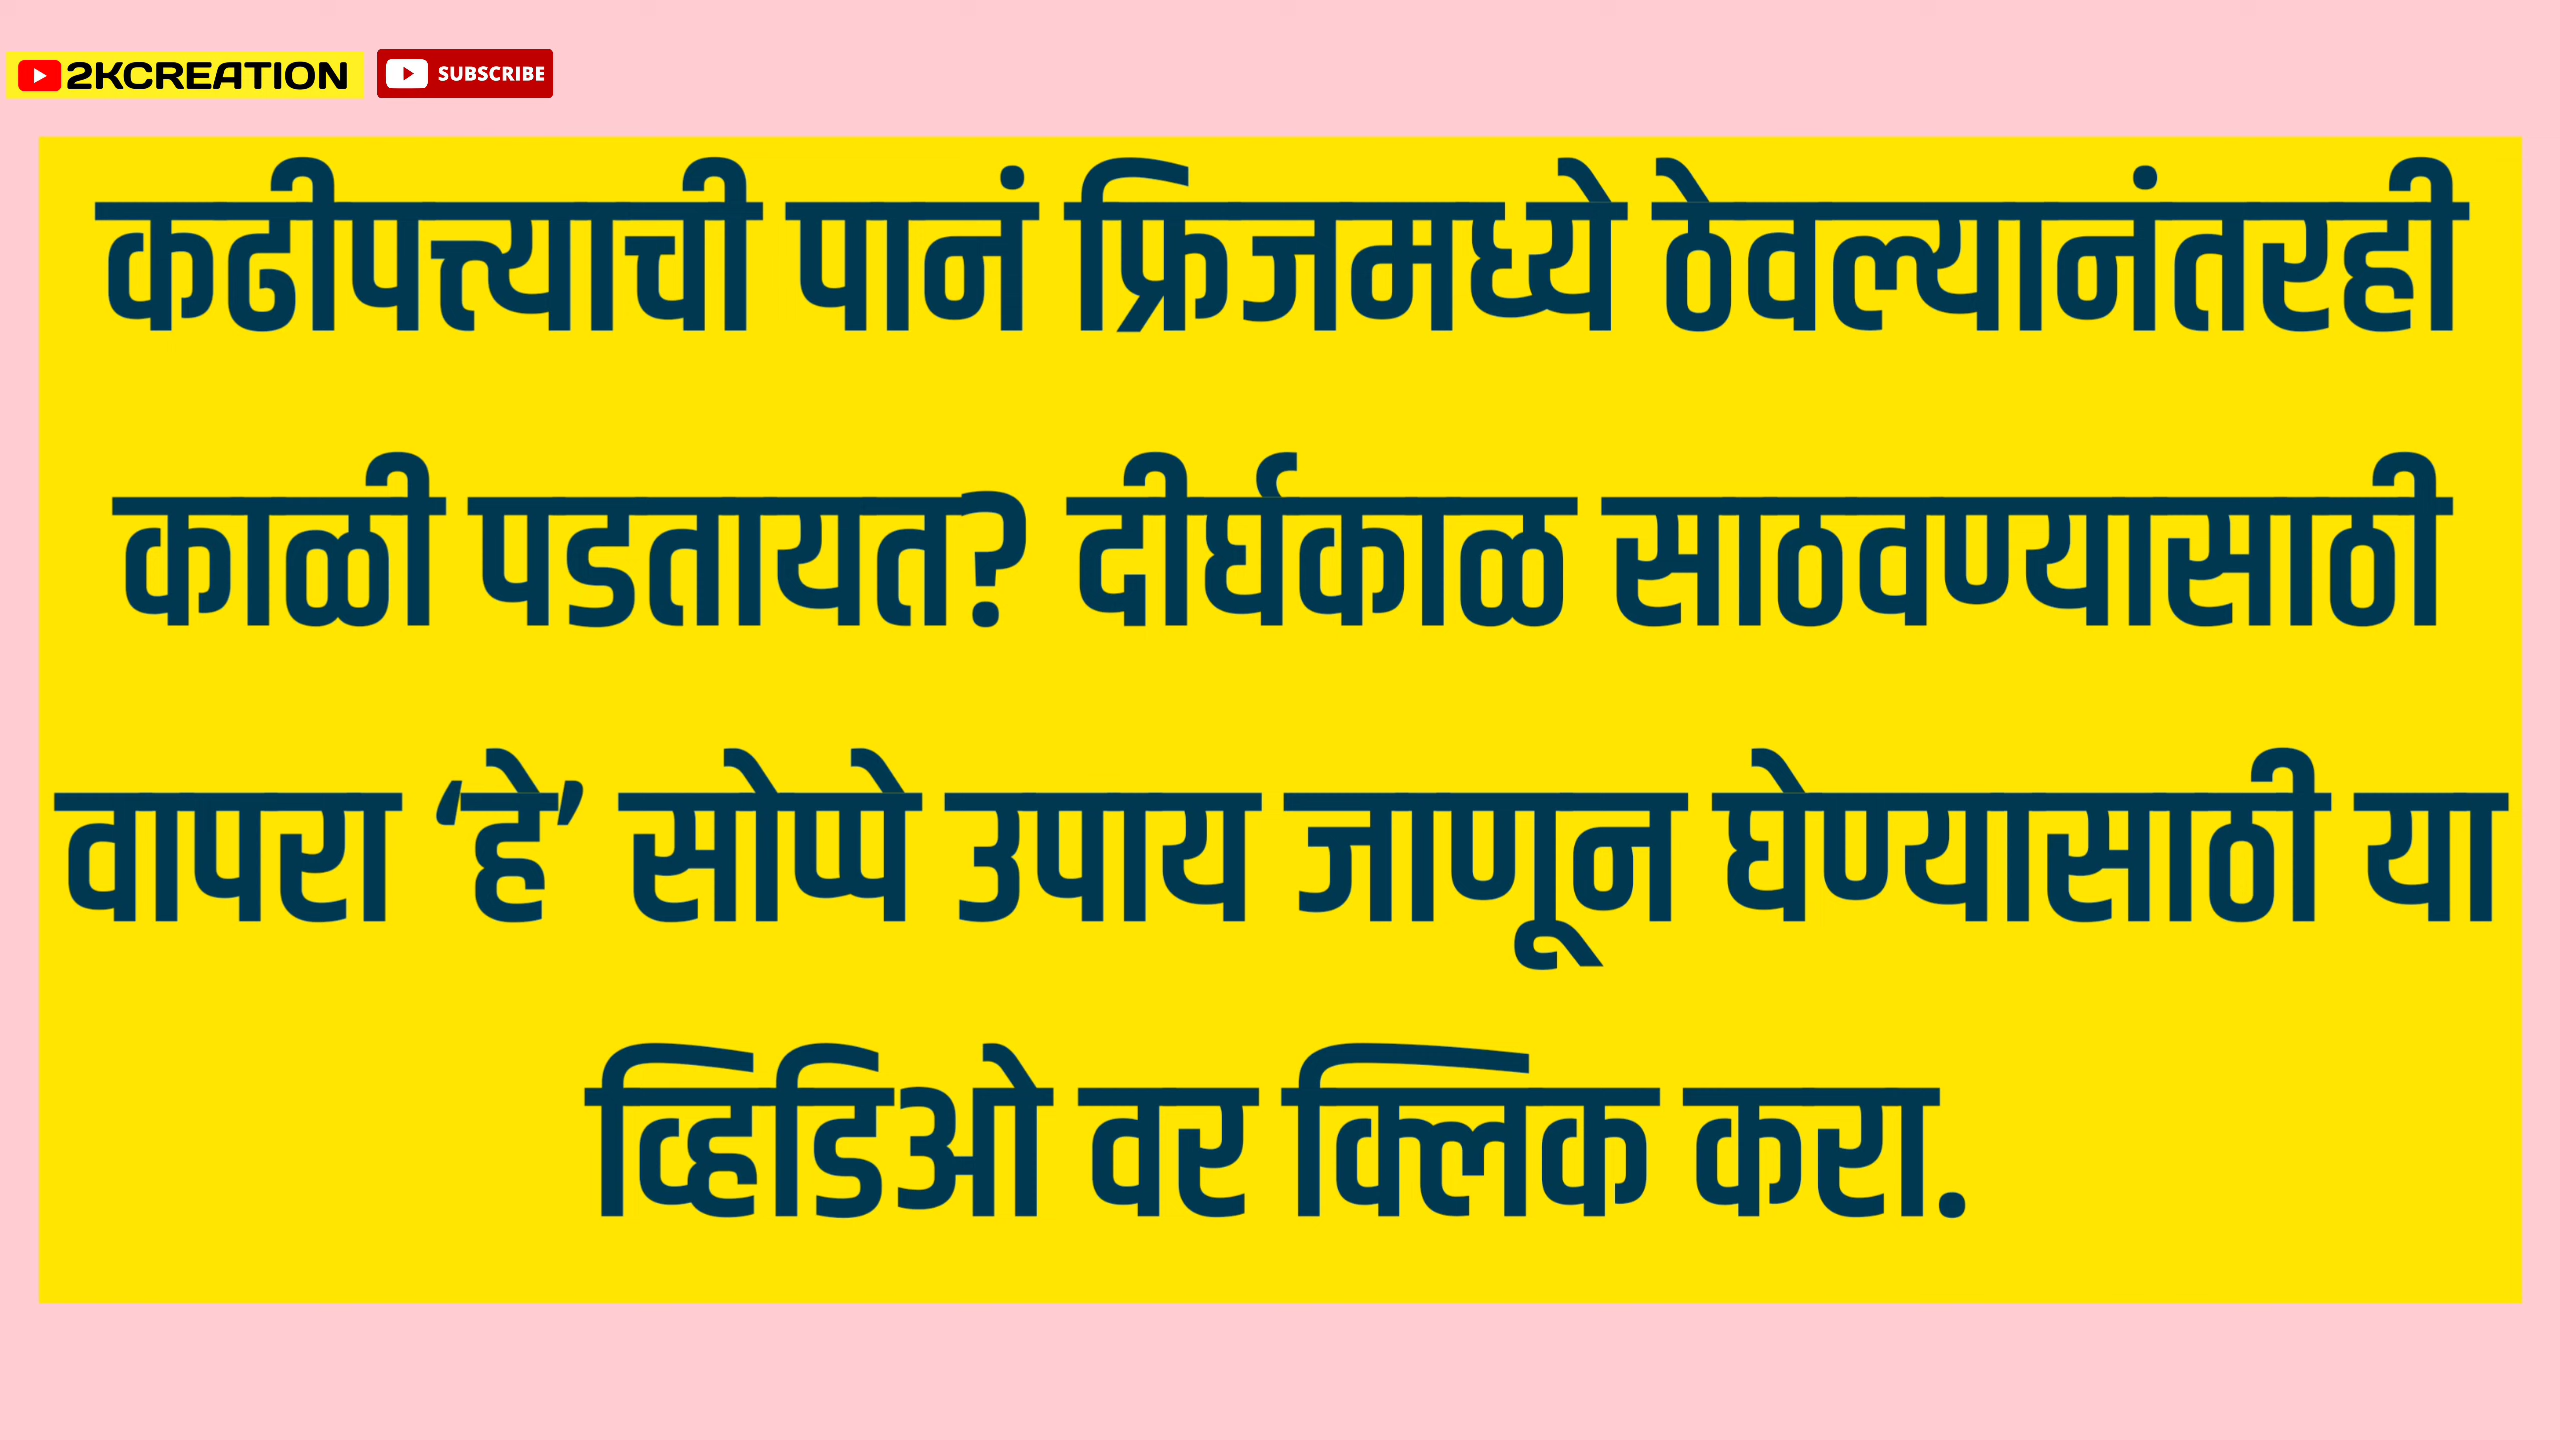 2KCREATION SUBSCRIBE
कढीपत्त्याची पानं फ्रिजमध्ये ठेवल्यानंतरही
काळी पडतायत? दीर्घकाळ साठवण्यासाठी
वापरा ‘हे’ सोप्पे उपाय जाणून घेण्यासाठी या
व्हिडिओ वर क्लिक करा.